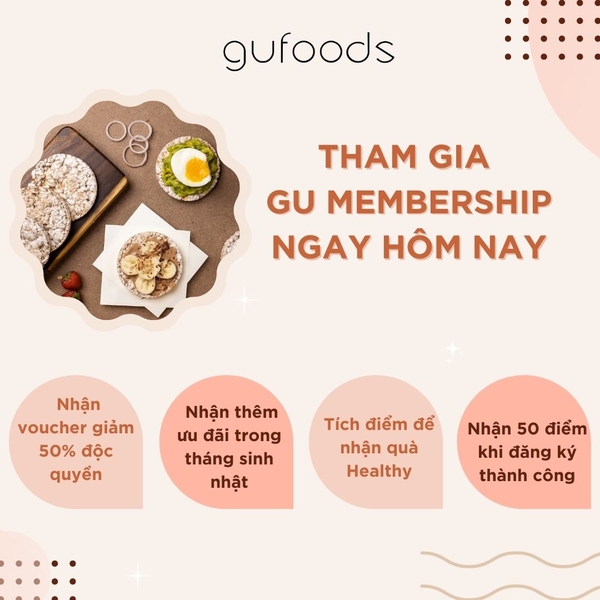 gufoods
THAM GIA
GU MEMBERSHIP
NGAY HÔM NAY
Nhận
voucher giảm
50% độc
quyền
Nhận thêm
ưu đãi trong
tháng sinh
nhật
Tích điểm để
nhận quà
Healthy
Nhận 50 điểm
khi đăng ký
thành công